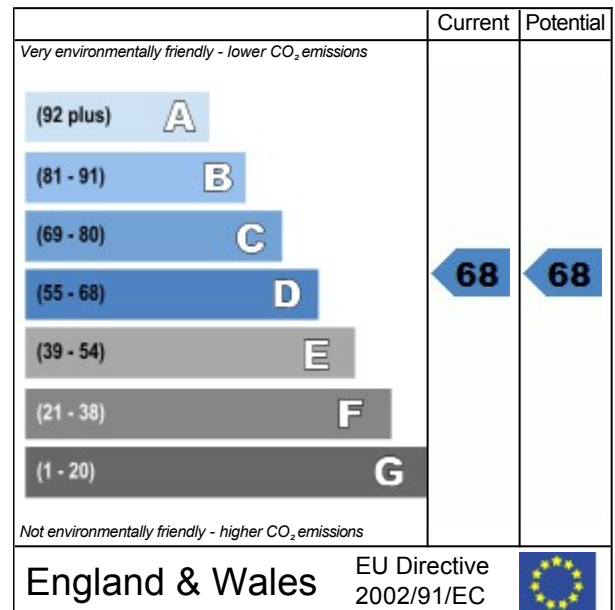 Current Potential
Very environmentally friendly - lower CO₂ emissions
(92 plus) A
(81 - 91) B
(69 - 80) C
(55 - 68) D
68 68
(39 - 54) E
(21 - 38) F
(1 - 20) G
Not environmentally friendly - higher CO₂ emissions
England & Wales
EU Directive
2002/91/EC